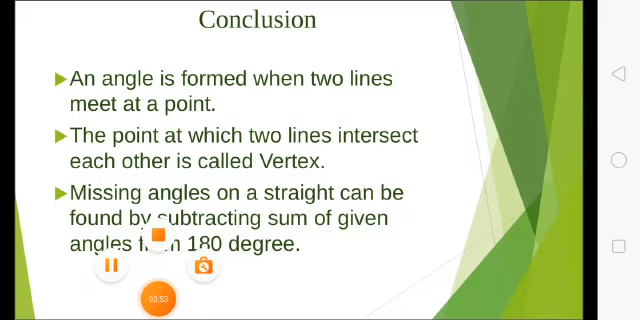 Conclusion
An angle is formed when two lines
meet at a point.
The point at which two lines intersect
each other is called Vertex.
Missing angles on a straight can be
found by subtracting sum of given
angles 180 degree.
03:53